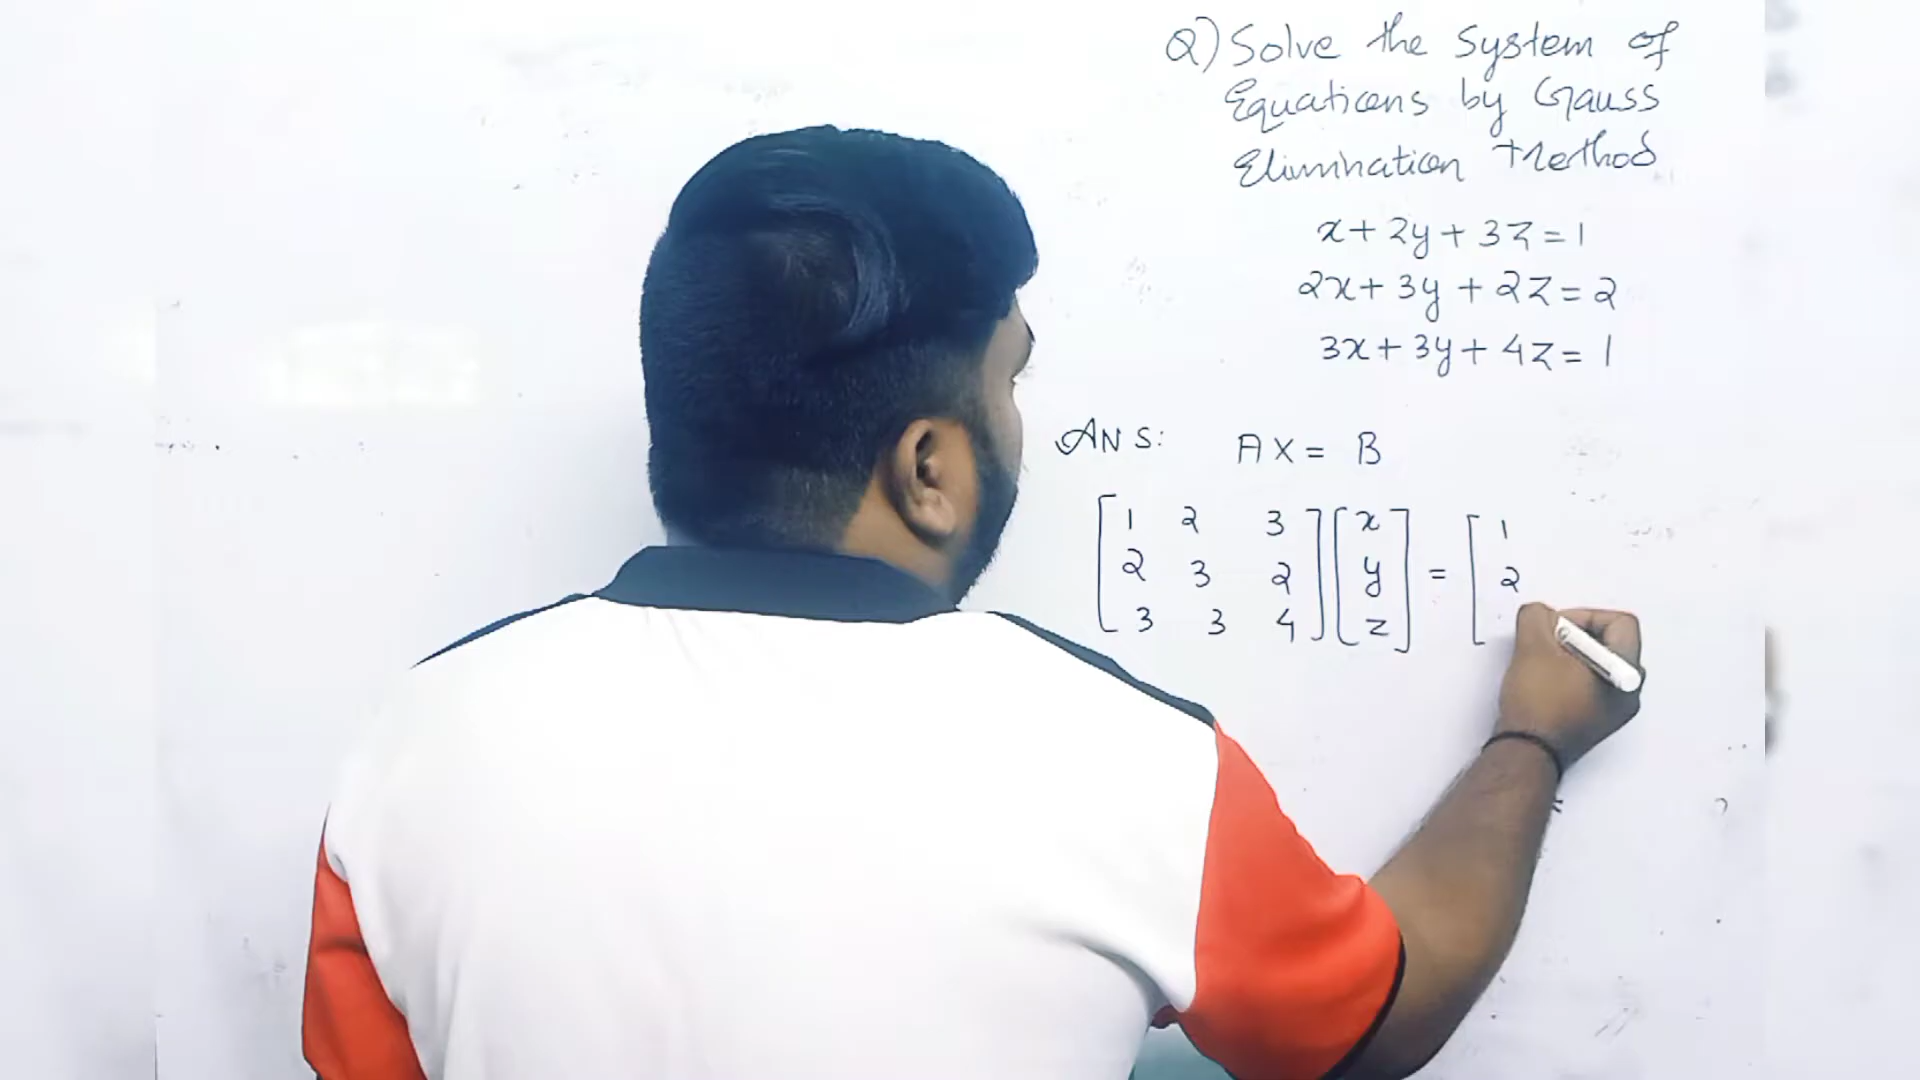 Q) Solve the System of
Equations by Gauss
Elimination Method
x + 2y + 3z = 1
2x + 3y + 2z = 2
3x + 3y + 4z = 1
ANS: AX = B
[1 2 3] [x] = [1
[2 3 2] [y] = [2
[3 3 4] [z]